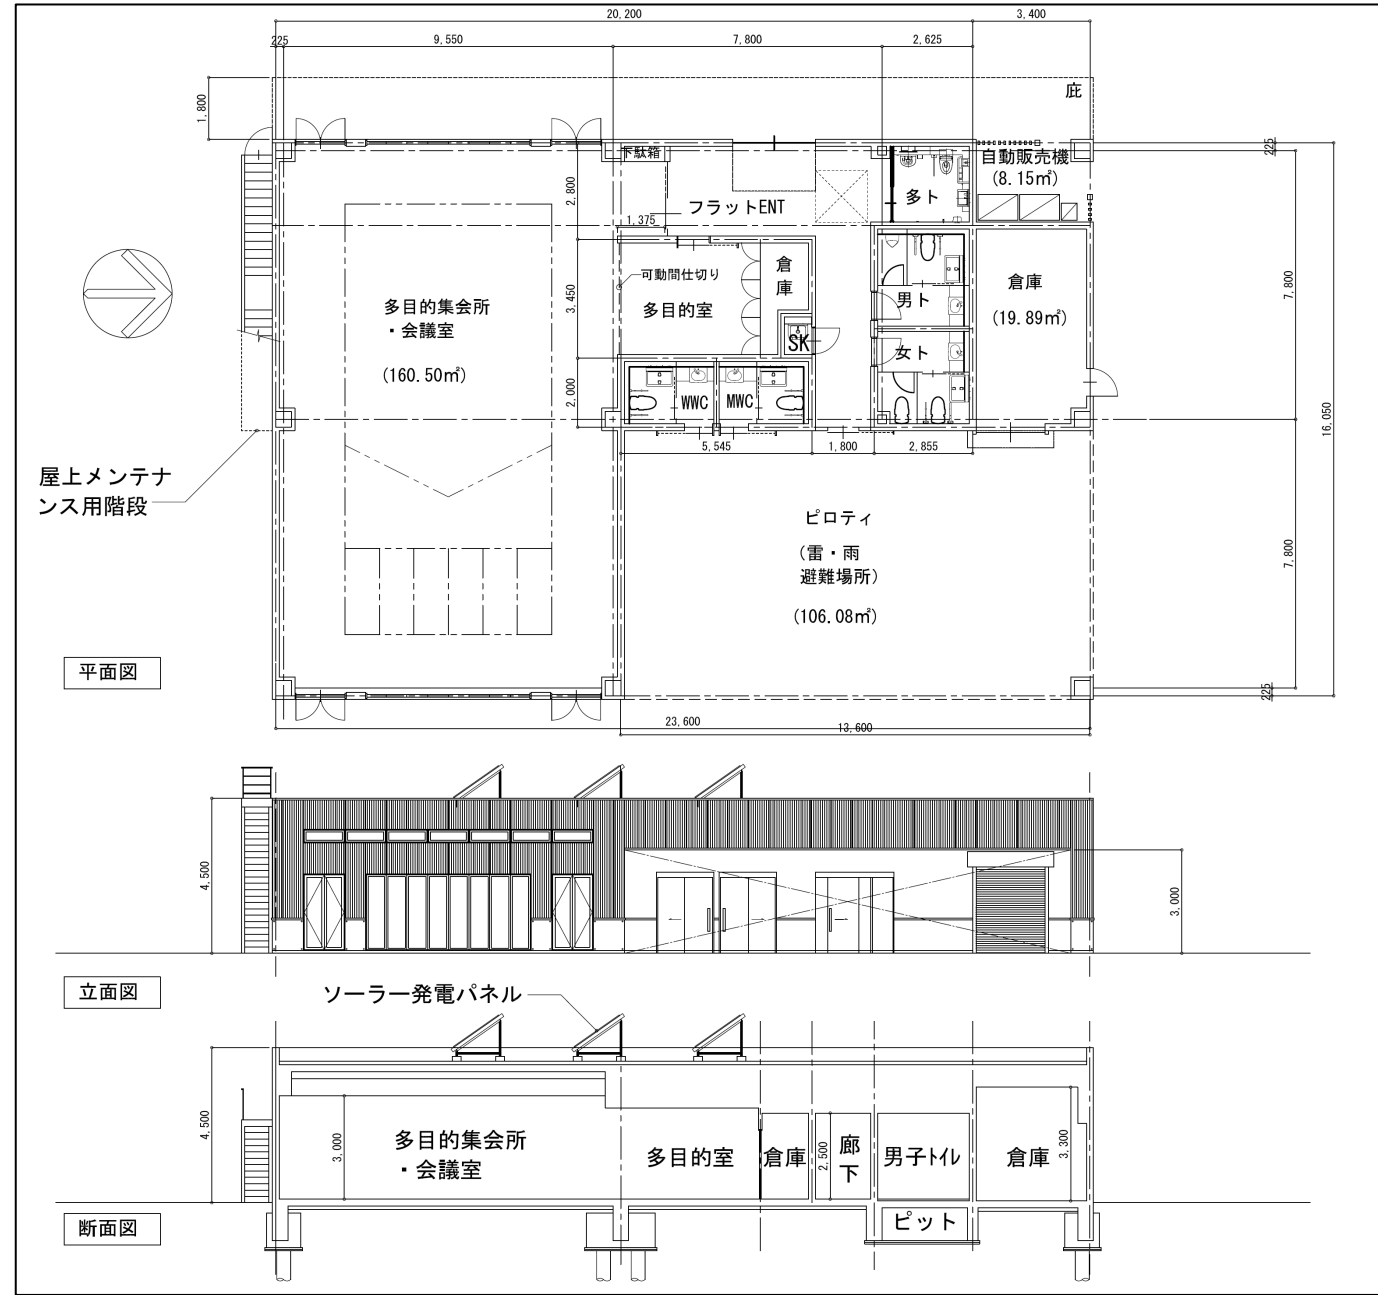 20,200
3,400
225
9,550
7,800
2,625
1,800
庇
225
下駄箱
自動販売機
(8.15㎡)
多ト
2,800
フラットENT
1,375
可動間仕切り
倉
庫
多目的室
3,450
多目的集会所
・会議室
(160.50㎡)
男ト
倉庫
(19.89㎡)
7,800
SK
女ト
WWC
MWC
2,000
5,545
1,800
2,855
16,050
屋上メンテナ
ンス用階段
ピロティ
(雷・雨
避難場所)
(106.08㎡)
7,800
平面図
225
23,600
13,600
4,500
3,000
立面図
ソーラー発電パネル
4,500
3,000
多目的集会所
・会議室
多目的室
倉庫
2,500
廊
下
男子トイレ
倉庫
3,300
断面図
ピット